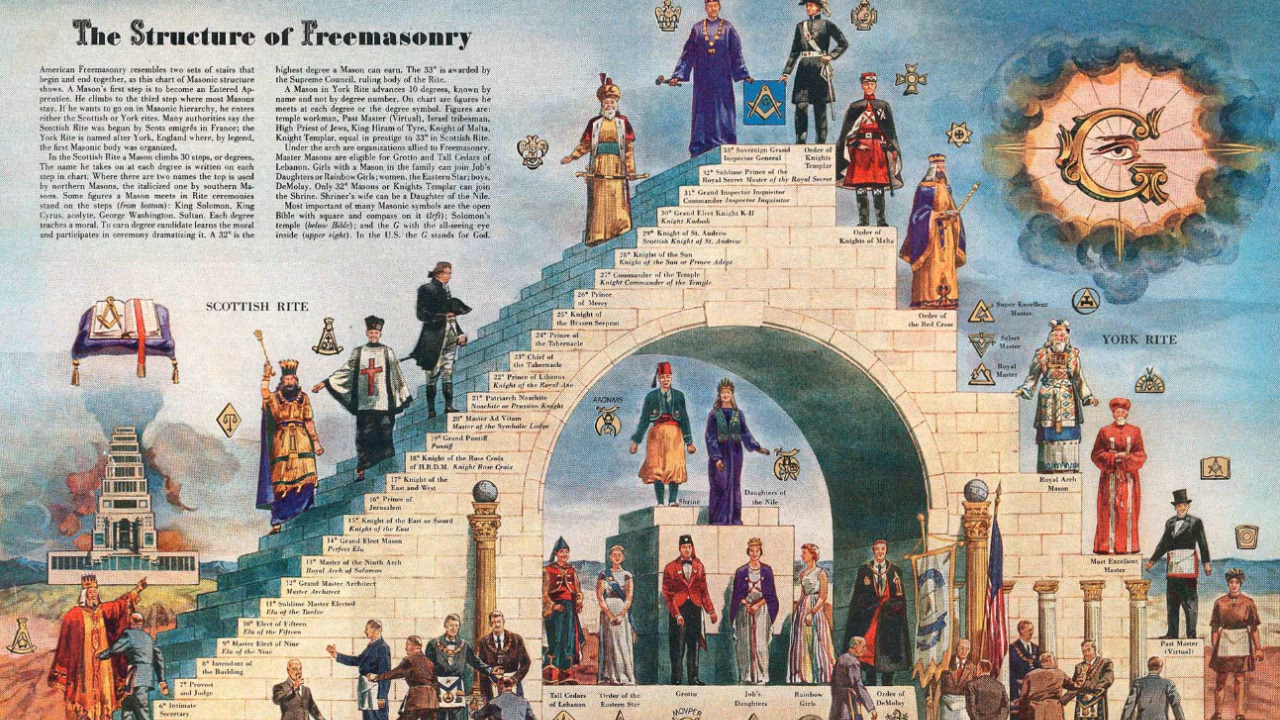 The Structure of Freemasonry
American Freemasonry resembles two sets of stairs that
begin and end together, as this chart of Masonic structure
shows. A Mason's first step is to become an Entered Ap-
prentice. He climbs to the third step where most Masons
stay. If he wants to go on in Masonic hierarchy, he enters
either the Scottish or York rites. Many authorities say the
Scottish Rite was begun by Scots emigrés in France; the
York Rite is named after York, England where, by legend,
the first Masonic body was organized.
In the Scottish Rite a Mason climbs 30 steps, or degrees.
The name he takes on at each degree is written on each
step in chart. Where there are two names the top is used
by northern Masons, the italicized one by southern Ma-
sons. Some figures a Mason meets in Rite ceremonies
stand on the steps (from bottom): King Solomon, King
Cyrus, acolyte, George Washington, Sultan. Each degree
teaches a moral. To earn degree candidate learns the moral
and participates in ceremony dramatizing it. A 32° is the
highest degree a Mason can earn. The 33° is awarded by
the Supreme Council, ruling body of the Rite.
A Mason in York Rite advances 10 degrees, known by
name and not by degree number. On chart are figures he
meets at each degree or the degree symbol. Figures are:
temple workman, Past Master (Virtual), Israel tribesman,
High Priest of Jews, King Hiram of Tyre, Knight of Malta,
Knight Templar, equal in prestige to 33° in Scottish Rite.
Under the arch are organizations allied to Freemasonry.
Master Masons are eligible for Grotto and Tall Cedars of
Lebanon. Girls with a Mason in the family can join Job's
Daughters or Rainbow Girls; women, the Eastern Star; boys,
DeMolay. Only 32° Masons or Knights Templar can join
the Shrine. Shriner's wife can be a Daughter of the Nile.
Most important of many Masonic symbols are the open
Bible with square and compass on it (left); Solomon's
temple (below Bible); and the G with the all-seeing eye
inside (upper right). In the U.S. the G stands for God.
G
SCOTTISH RITE
YORK RITE
33° Sovereign Grand
Inspector General
Order of
Knights
Templar
32° Sublime Prince of the
Royal Secret Master of the Royal Secret
31° Grand Inspector Inquisitor
Commander Inspector Inquisitor
30° Grand Elect Knight K-H
Knight Kadosh
29° Knight of St. Andrew
Scottish Knight of St. Andrew
28° Knight of the Sun
Knight of the Sun or Prince Adept
27° Commander of the Temple
Knight Commander of the Temple
26° Prince
of Mercy
25° Knight of
the Brazen Serpent
24° Prince of
the Tabernacle
23° Chief of
the Tabernacle
22° Prince of Libanus
Knight of the Royal Axe
21° Patriarch Noachite
Noachite or Prussian Knight
20° Master Ad Vitam
Master of the Symbolic Lodge
19° Grand Pontiff
Pontiff
18° Knight of the Rose Croix
of H.R.D.M. Knight Rose Croix
17° Knight of the
East and West
16° Prince of
Jerusalem
15° Knight of the East or Sword
Knight of the East
14° Grand Elect Mason
Perfect Elu
13° Master of the Ninth Arch
Royal Arch of Solomon
12° Grand Master Architect
Master Architect
11° Sublime Master Elected
Elu of the Twelve
10° Elect of Fifteen
Elu of the Fifteen
9° Master Elect of Nine
Elu of the Nine
8° Intendant of
the Building
7° Provost
and Judge
6° Intimate
Secretary
Order of
Knights of Malta
Order of
the Red Cross
Super Excellent
Master
Select
Master
Royal
Master
Royal Arch
Mason
Most Excellent
Master
Past Master
(Virtual)
AAONMS
Shrine
Daughters of
the Nile
Tall Cedars
of Lebanon
Order of the
Eastern Star
Grotto
Job's
Daughters
Rainbow
Girls
Order of
DeMolay
MOVPER